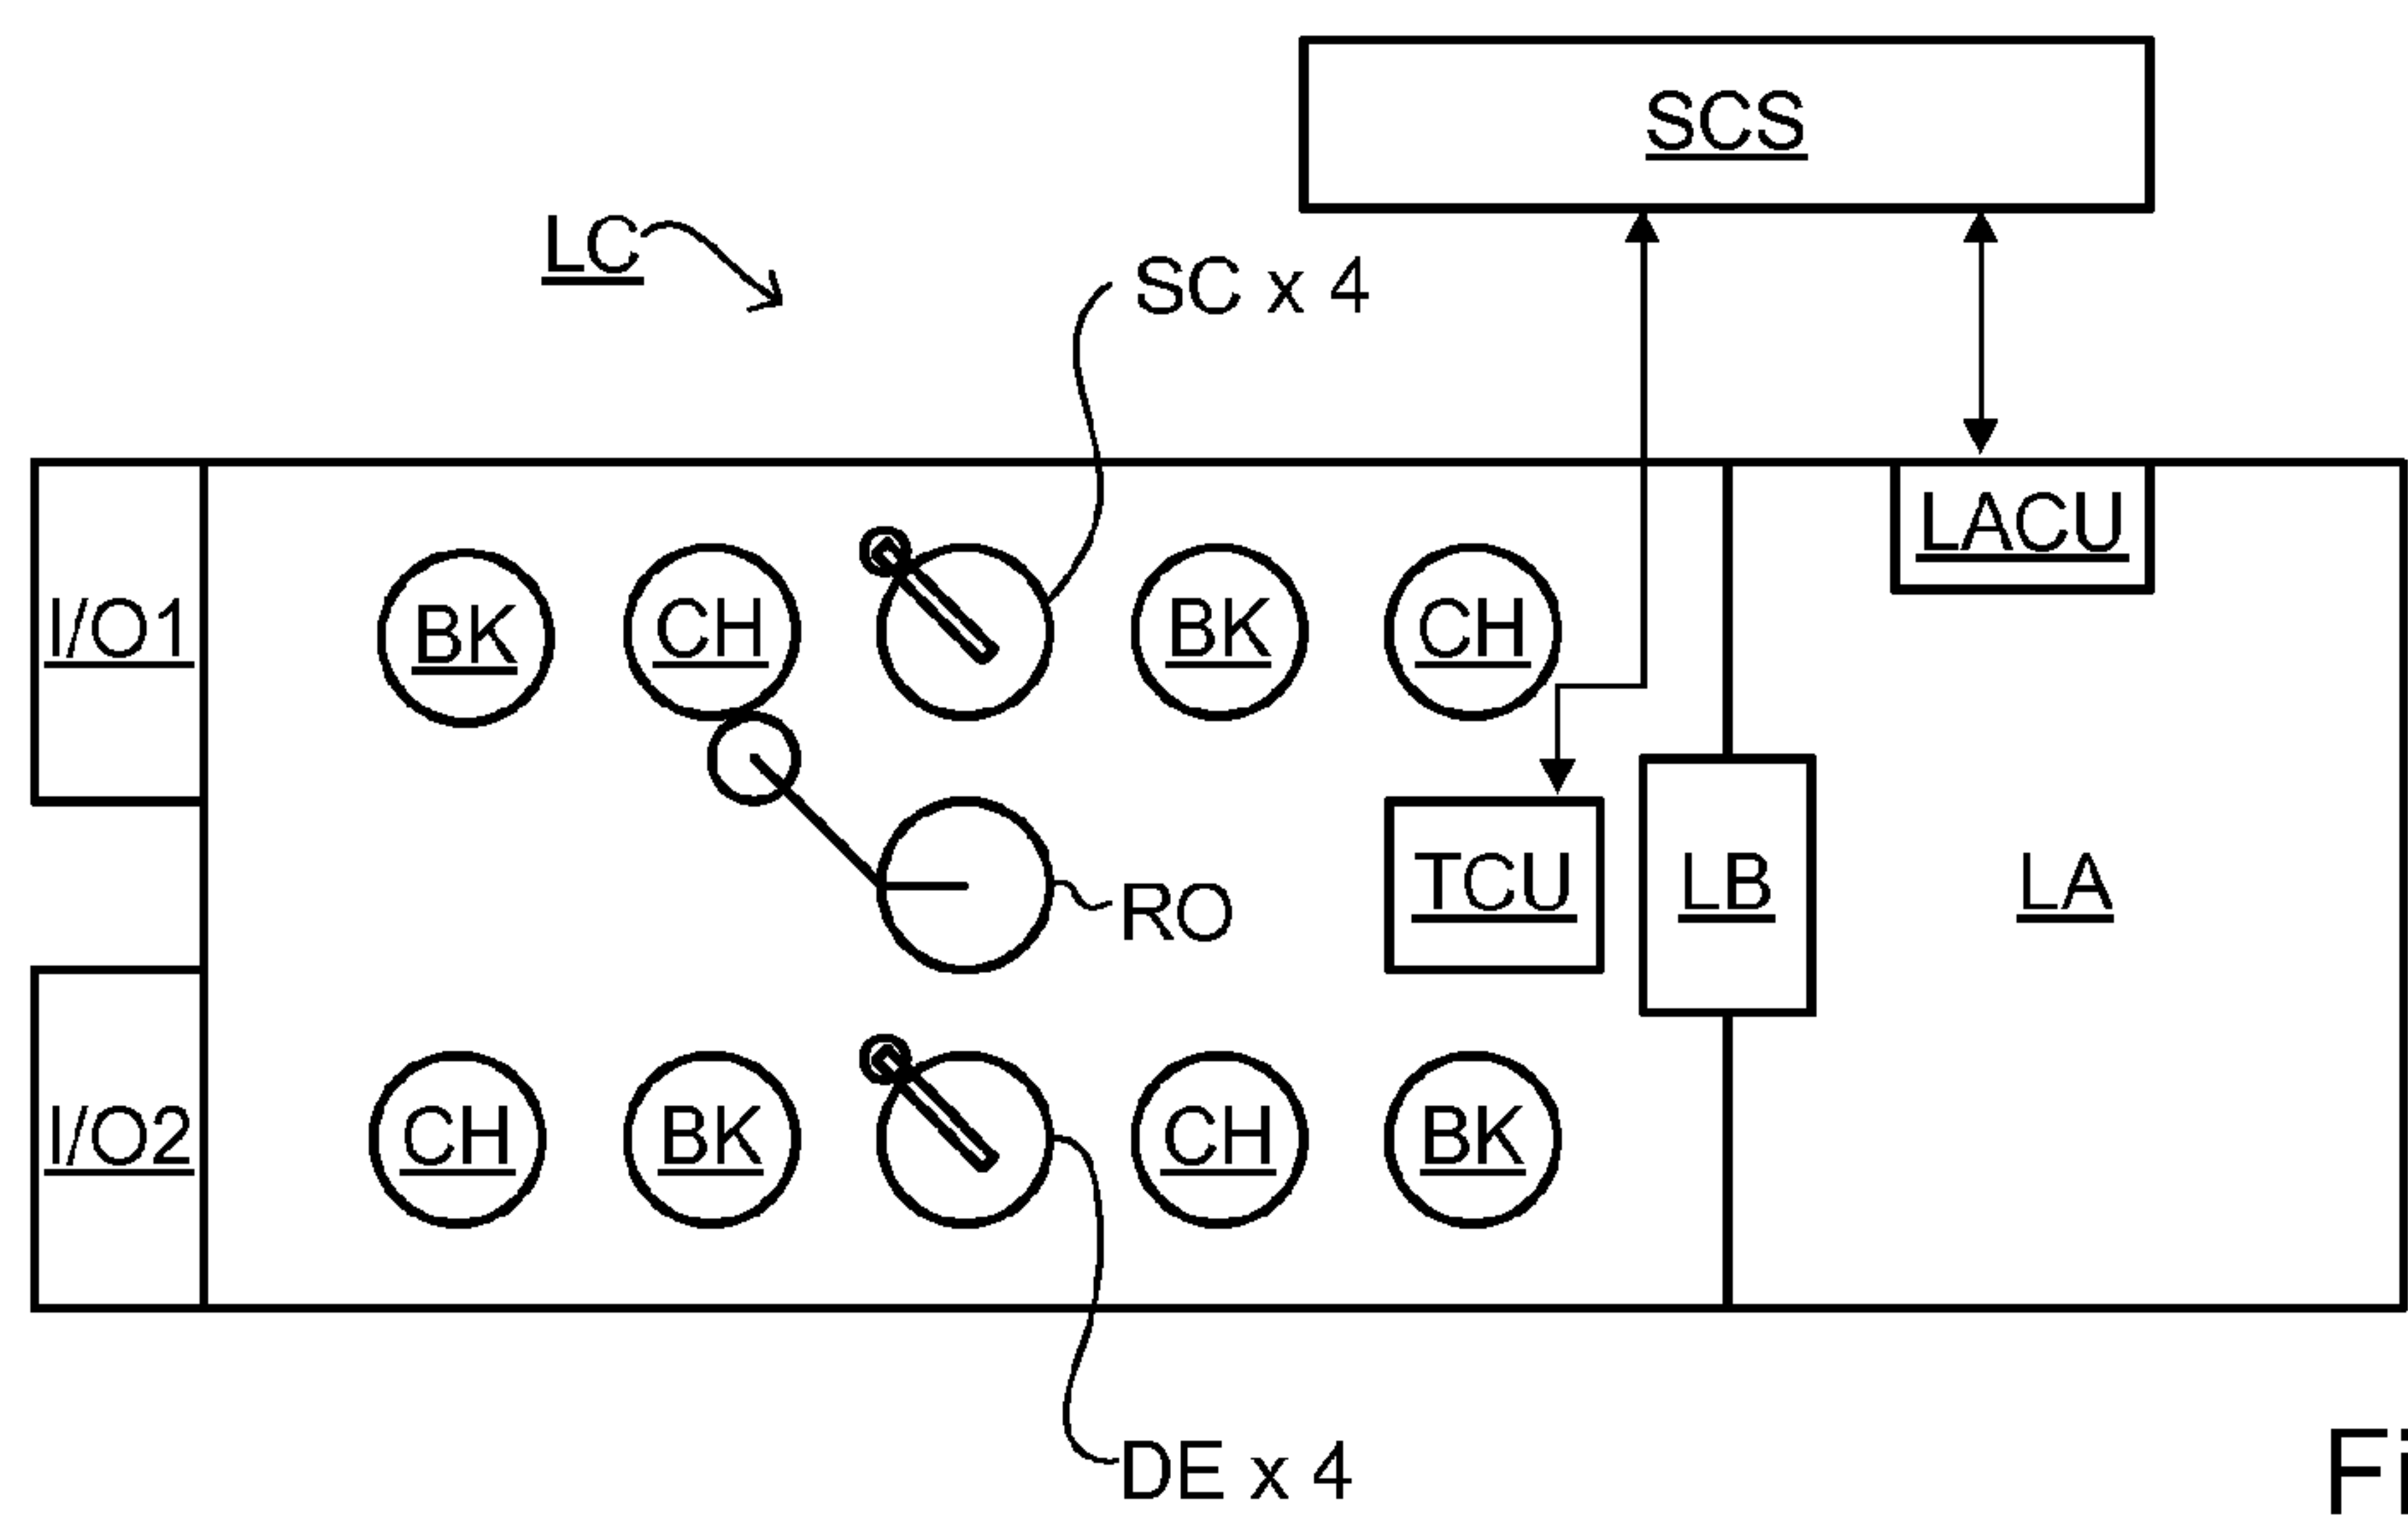 SCS
LC
SC x 4
LACU
I/O1
BK
CH
BK
CH
TCU
LB
LA
RO
I/O2
CH
BK
CH
BK
DE x 4